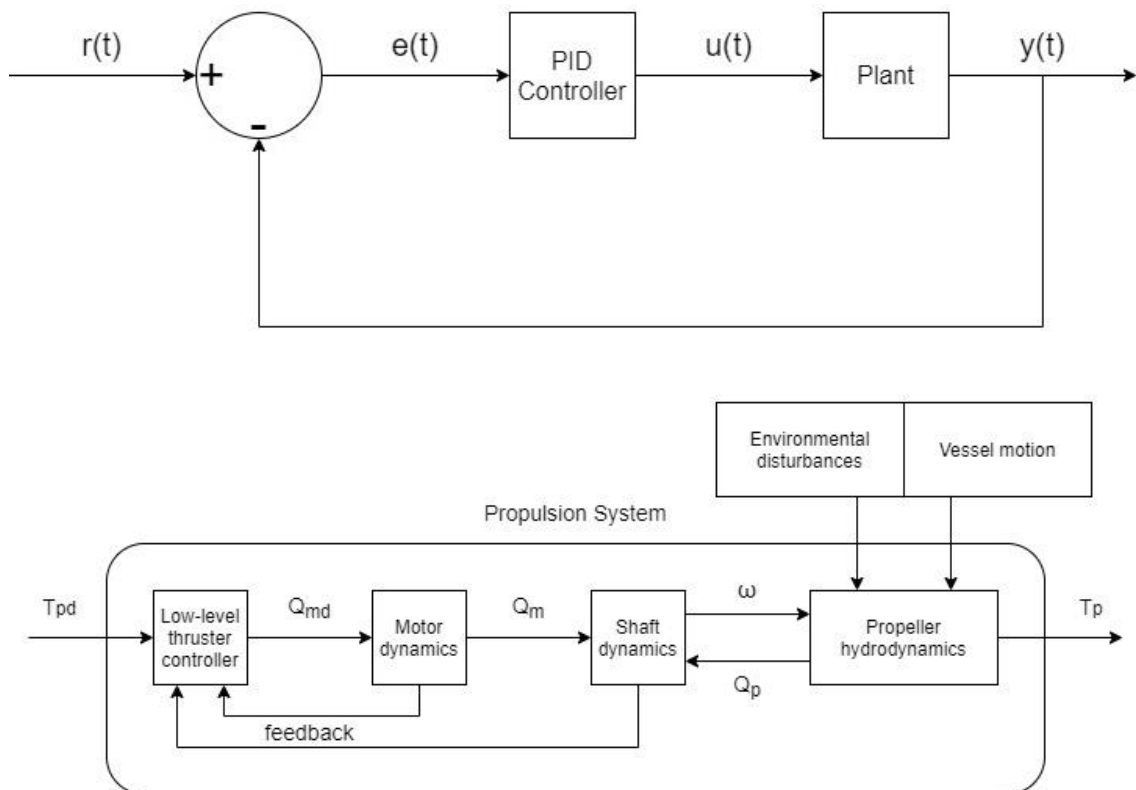 r(t)
+
-
e(t)
PID
Controller
u(t)
Plant
y(t)
Environmental
disturbances
Vessel motion
Propulsion System
Tpd
Low-level
thruster
controller
Qmd
Motor
dynamics
Qm
Shaft
dynamics
ω
Qp
Propeller
hydrodynamics
Tp
feedback